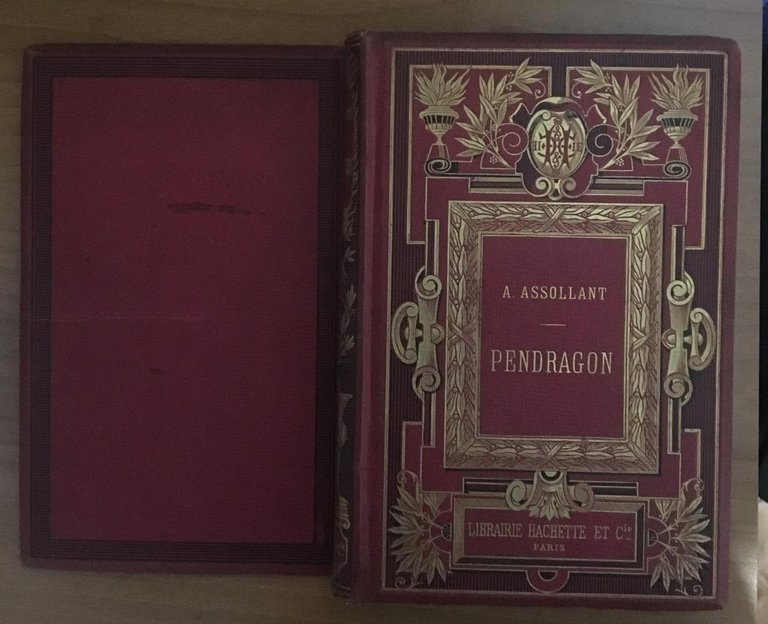 H
A. ASSOLLANT
PENDRAGON
LIBRAIRIE HACHETTE ET Cie
PARIS